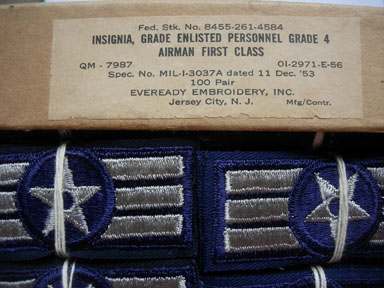 Fed. Stk. No. 8455-261-4584
INSIGNIA, GRADE ENLISTED PERSONNEL GRADE 4
AIRMAN FIRST CLASS
QM - 7987 OI-2971-E-56
Spec. No. MIL-I-3037A dated 11 Dec. '53
100 Pair
EVEREADY EMBROIDERY, INC.
Jersey City, N. J. Mfg/Contr.